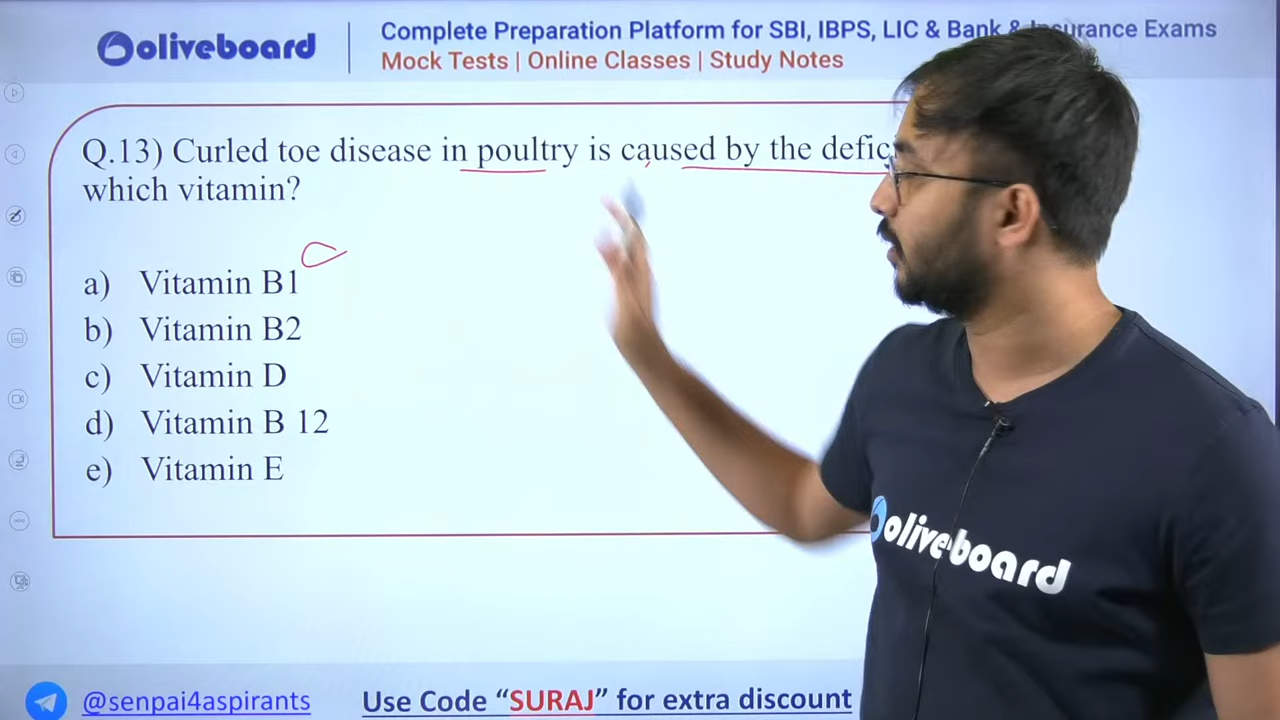 oliveboard
Complete Preparation Platform for SBI, IBPS, LIC & Bank & Insurance Exams
Mock Tests | Online Classes | Study Notes
Q.13) Curled toe disease in poultry is caused by the
which vitamin?
a) Vitamin B1
b) Vitamin B2
c) Vitamin D
d) Vitamin B 12
e) Vitamin E
oliveboard
@senpai4aspirants
Use Code “SURAJ” for extra discount